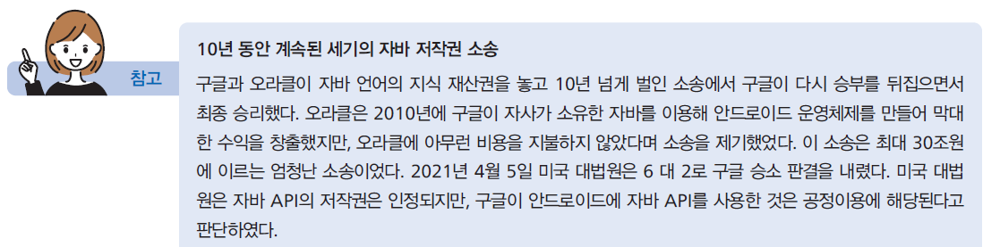 참고
10년 동안 계속된 세기의 자바 저작권 소송
구글과 오라클이 자바 언어의 지식 재산권을 놓고 10년 넘게 벌인 소송에서 구글이 다시 승부를 뒤집으면서
최종 승리했다. 오라클은 2010년에 구글이 자사가 소유한 자바를 이용해 안드로이드 운영체제를 만들어 막대
한 수익을 창출했지만, 오라클에 아무런 비용을 지불하지 않았다며 소송을 제기했었다. 이 소송은 최대 30조원
에 이르는 엄청난 소송이었다. 2021년 4월 5일 미국 대법원은 6 대 2로 구글 승소 판결을 내렸다. 미국 대법
원은 자바 API의 저작권은 인정되지만, 구글이 안드로이드에 자바 API를 사용한 것은 공정이용에 해당된다고
판단하였다.